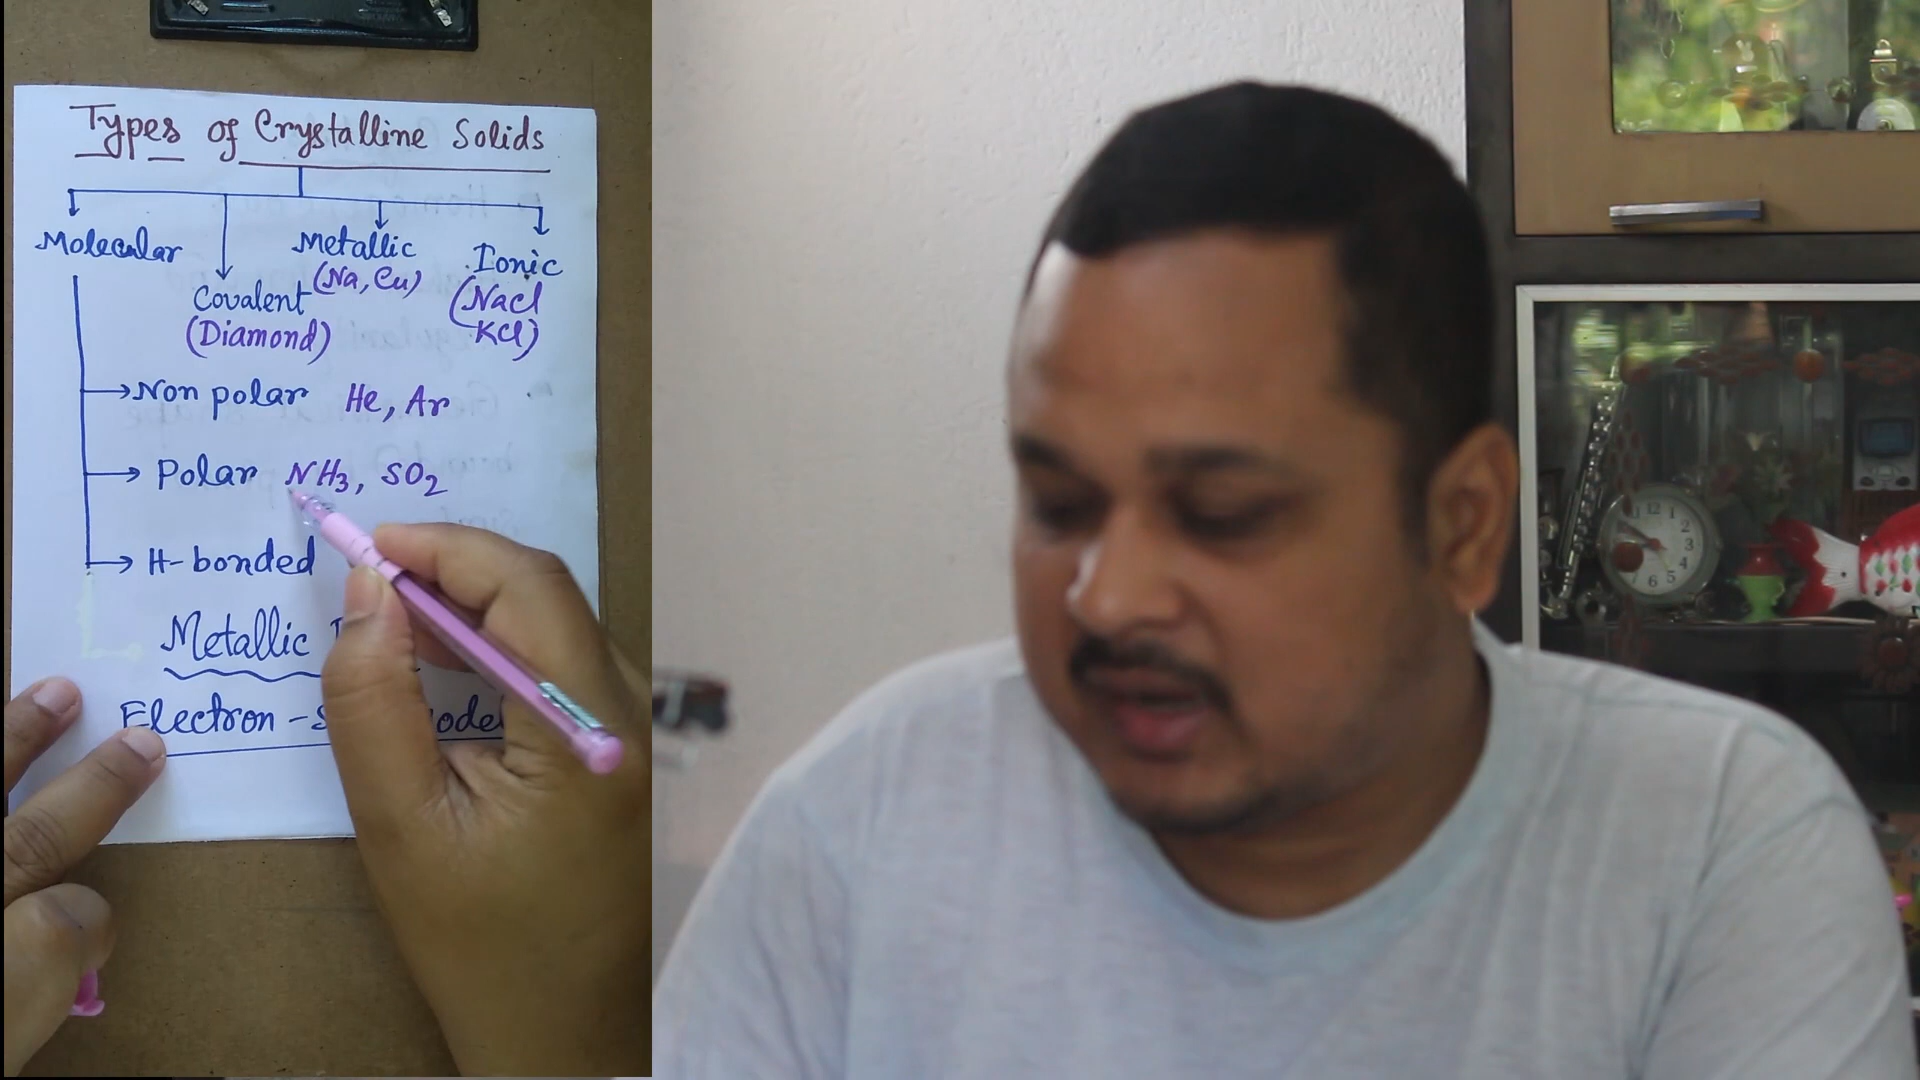 Types of Crystalline Solids
Molecular
Covalent
(Diamond)
Metallic
(Na, Cu)
Ionic
(NaCl
KCl)
Non polar He, Ar
Polar NH3, SO2
H-bonded
Metallic
Electron -